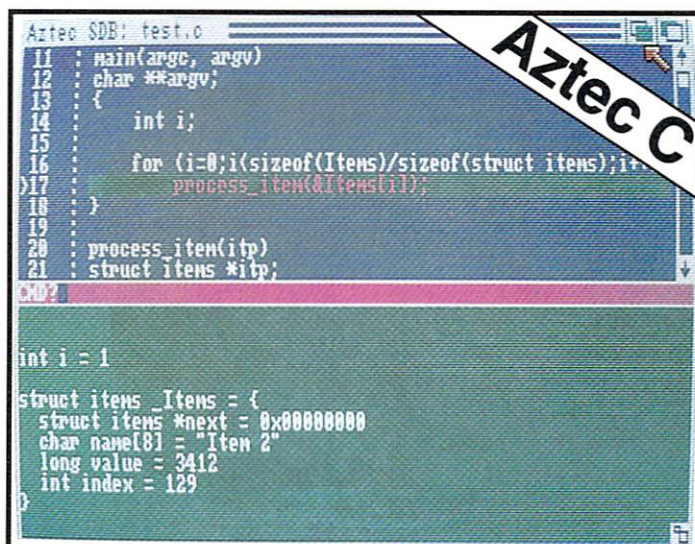 Aztec SDB: test.c
Aztec C
11 : main(argc, argv)
12 : char **argv;
13 : {
14 : int i;
15 :
16 : for (i=0;i(sizeof(Items)/sizeof(struct items);i++
)17 : process_item(&Items[i]);
18 : }
19 :
20 : process_item(itp)
21 : struct items *itp;
CMD?
int i = 1
struct items _Items = {
struct items *next = 0x00000000
char name[8] = "Item 2"
long value = 3412
int index = 129
}